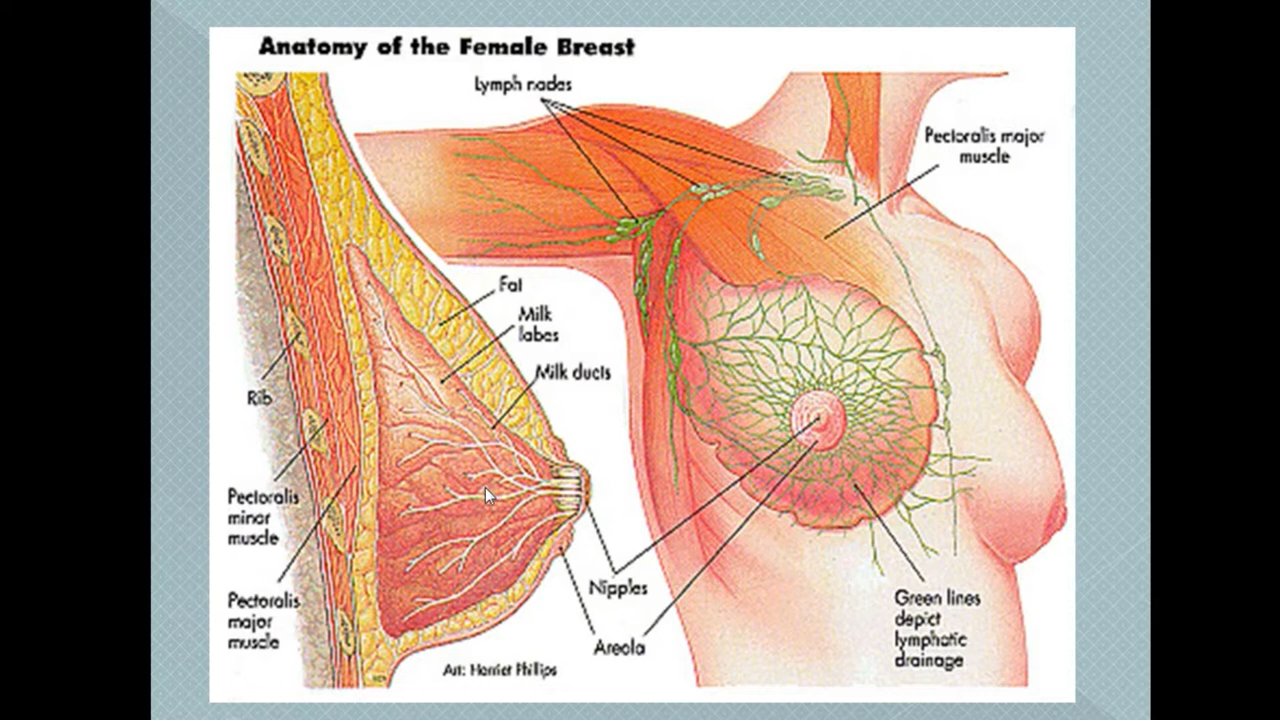 Anatomy of the Female Breast
Lymph nodes
Pectoralis major
muscle
Fat
Milk
lobes
Milk ducts
Rib
Pectoralis
minor
muscle
Pectoralis
major
muscle
Nipples
Areola
Green lines
depict
lymphatic
drainage
Art: Harriet Phillips